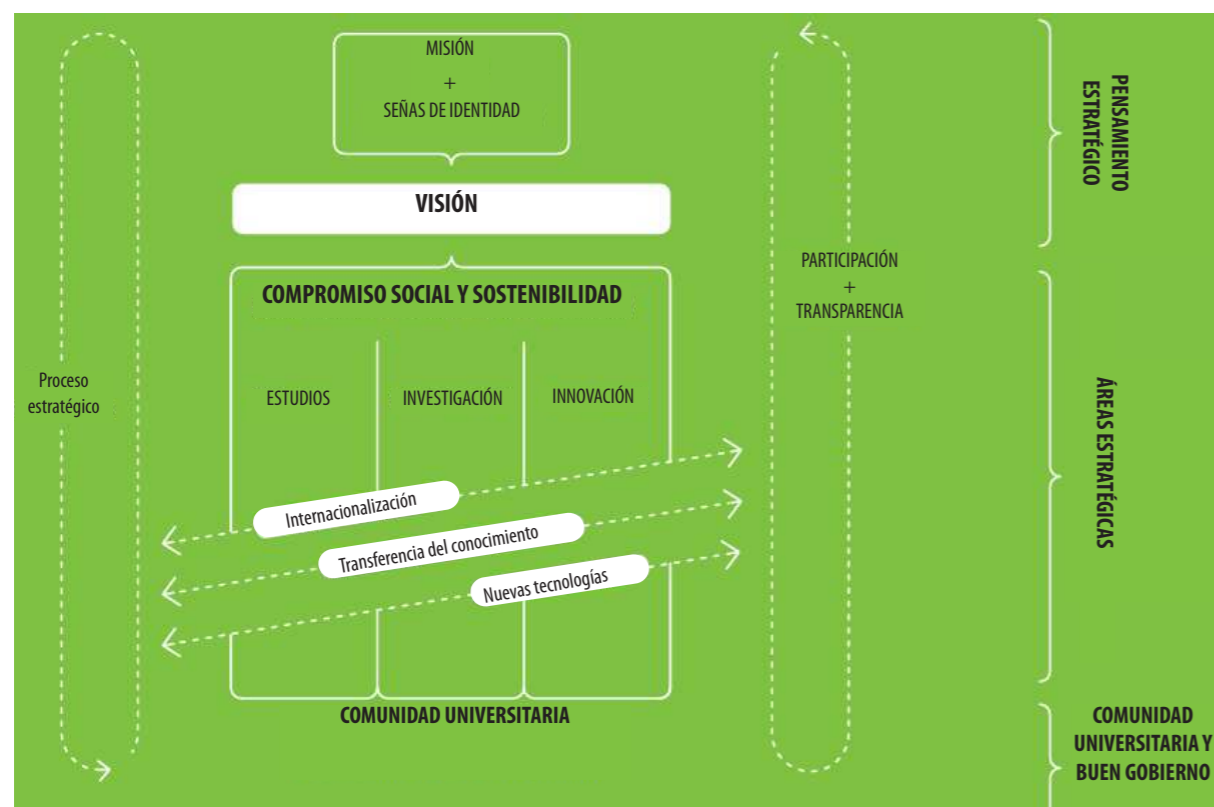 MISIÓN
+
SEÑAS DE IDENTIDAD
VISIÓN
COMPROMISO SOCIAL Y SOSTENIBILIDAD
ESTUDIOS
INVESTIGACIÓN
INNOVACIÓN
Internacionalización
Transferencia del conocimiento
Nuevas tecnologías
COMUNIDAD UNIVERSITARIA
Proceso
estratégico
PARTICIPACIÓN
+
TRANSPARENCIA
PENSAMIENTO
ESTRATÉGICO
ÁREAS ESTRATÉGICAS
COMUNIDAD
UNIVERSITARIA Y
BUEN GOBIERNO